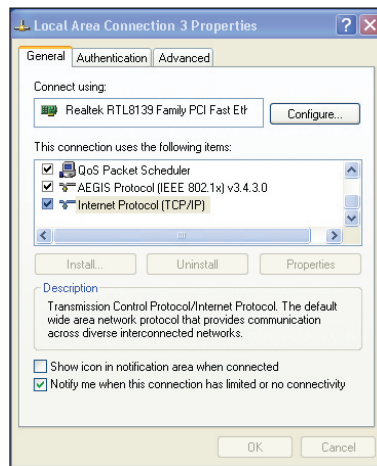 Local Area Connection 3 Properties
General Authentication Advanced
Connect using:
Realtek RTL8139 Family PCI Fast Eth
Configure...
This connection uses the following items:
QoS Packet Scheduler
AEGIS Protocol (IEEE 802.1x) v3.4.3.0
Internet Protocol (TCP/IP)
Install... Uninstall Properties
Description
Transmission Control Protocol/Internet Protocol. The default
wide area network protocol that provides communication
across diverse interconnected networks.
Show icon in notification area when connected
Notify me when this connection has limited or no connectivity
OK Cancel